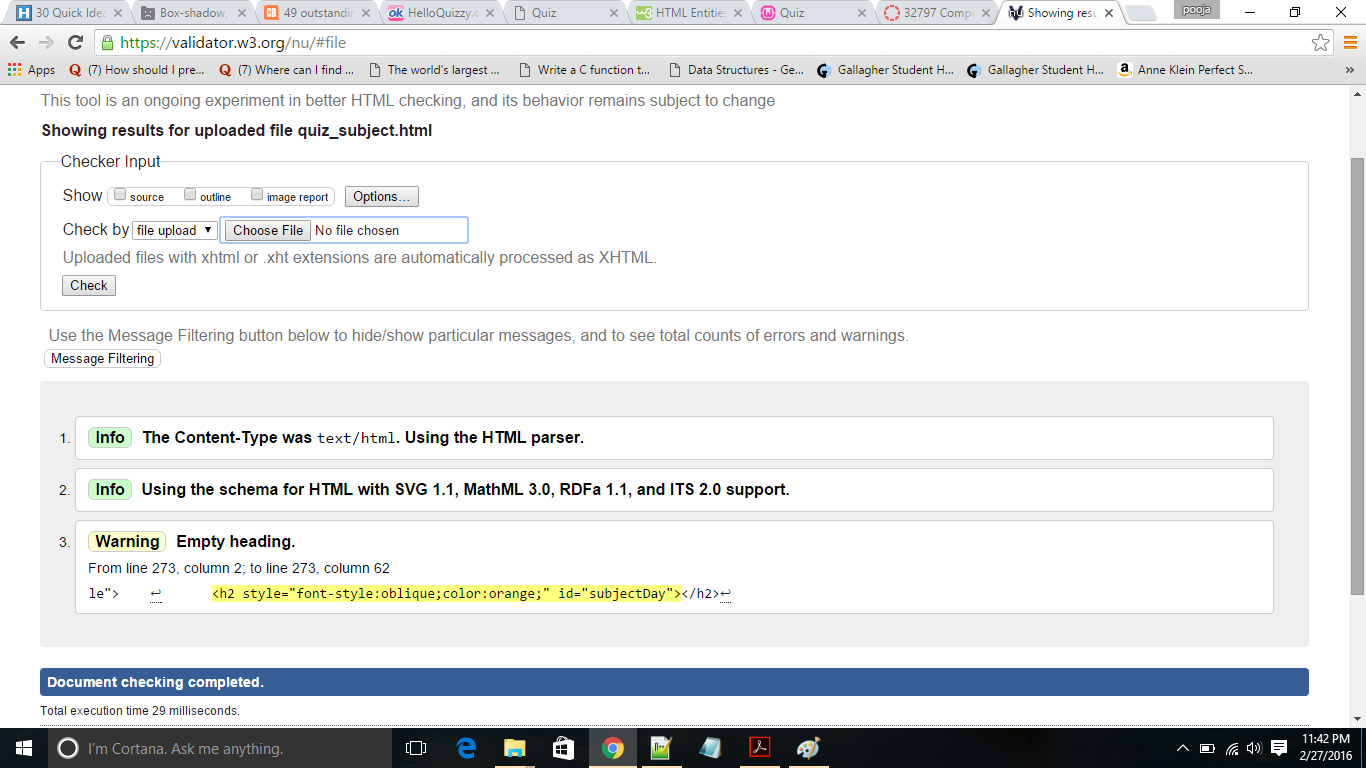 30 Quick Idea
Box-shadow,
CB 49 outstandin
ok HelloQuizzy.c
Quiz
w3 HTML Entities
Quiz
32797 Comp
Showing resu
pooja
https://validator.w3.org/nu/#file
Apps
Q (7) How should I pre...
Q (7) Where can I find ...
The world's largest ...
Write a C function t...
Data Structures - Ge...
Gallagher Student H...
Gallagher Student H...
a Anne Klein Perfect S...
»
This tool is an ongoing experiment in better HTML checking, and its behavior remains subject to change
Showing results for uploaded file quiz_subject.html
Checker Input
Show source outline image report Options...
Check by file upload Choose File No file chosen
Uploaded files with xhtml or .xht extensions are automatically processed as XHTML.
Check
Use the Message Filtering button below to hide/show particular messages, and to see total counts of errors and warnings.
Message Filtering
1. Info The Content-Type was text/html. Using the HTML parser.
2. Info Using the schema for HTML with SVG 1.1, MathML 3.0, RDFa 1.1, and ITS 2.0 support.
3. Warning Empty heading.
From line 273, column 2; to line 273, column 62
le"> ↩ <h2 style="font-style:oblique;color:orange;" id="subjectDay"></h2>↩
Document checking completed.
Total execution time 29 milliseconds.
I'm Cortana. Ask me anything.
11:42 PM
2/27/2016